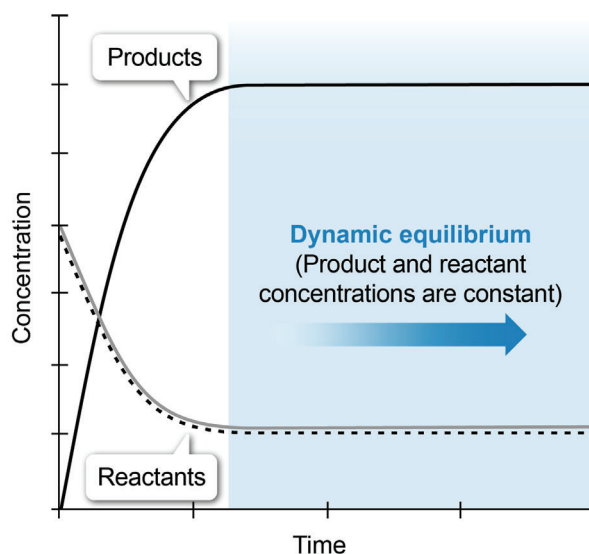 Products
Concentration
Dynamic equilibrium
(Product and reactant
concentrations are constant)
Reactants
Time